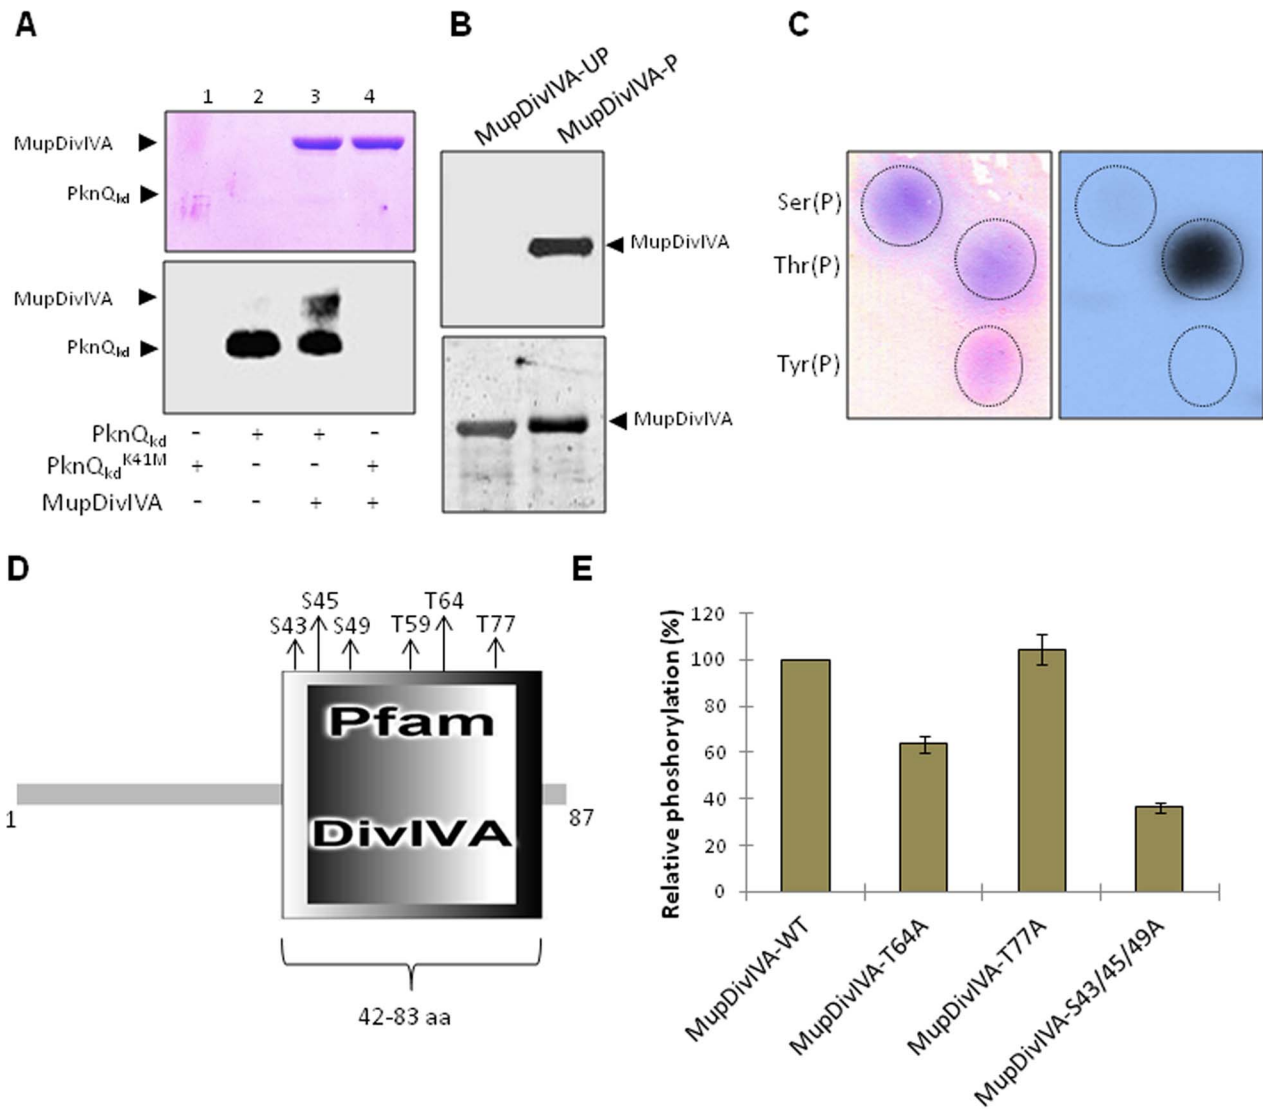 A
1 2 3 4
MupDivIVA
PknQkd
MupDivIVA
PknQkd
PknQkd - + + -
PknQkdK41M + - - +
MupDivIVA - - + +
B
MupDivIVA-UP
MupDivIVA-P
MupDivIVA
MupDivIVA
C
Ser(P)
Thr(P)
Tyr(P)
D
S43 S45 S49 T59 T64 T77
Pfam
DivIVA
1
87
42-83 aa
E
Relative phoshorylation (%)
120
100
80
60
40
20
0
MupDivIVA-WT
MupDivIVA-T64A
MupDivIVA-T77A
MupDivIVA-S43/45/49A